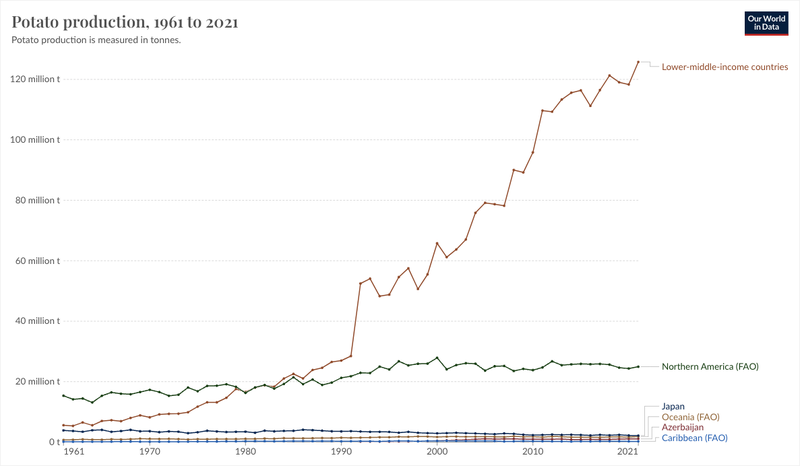 Potato production, 1961 to 2021
Potato production is measured in tonnes.
Our World
in Data
120 million t
100 million t
80 million t
60 million t
40 million t
20 million t
0 t
1961
1970
1980
1990
2000
2010
2021
Lower-middle-income countries
Northern America (FAO)
Japan
Oceania (FAO)
Azerbaijan
Caribbean (FAO)